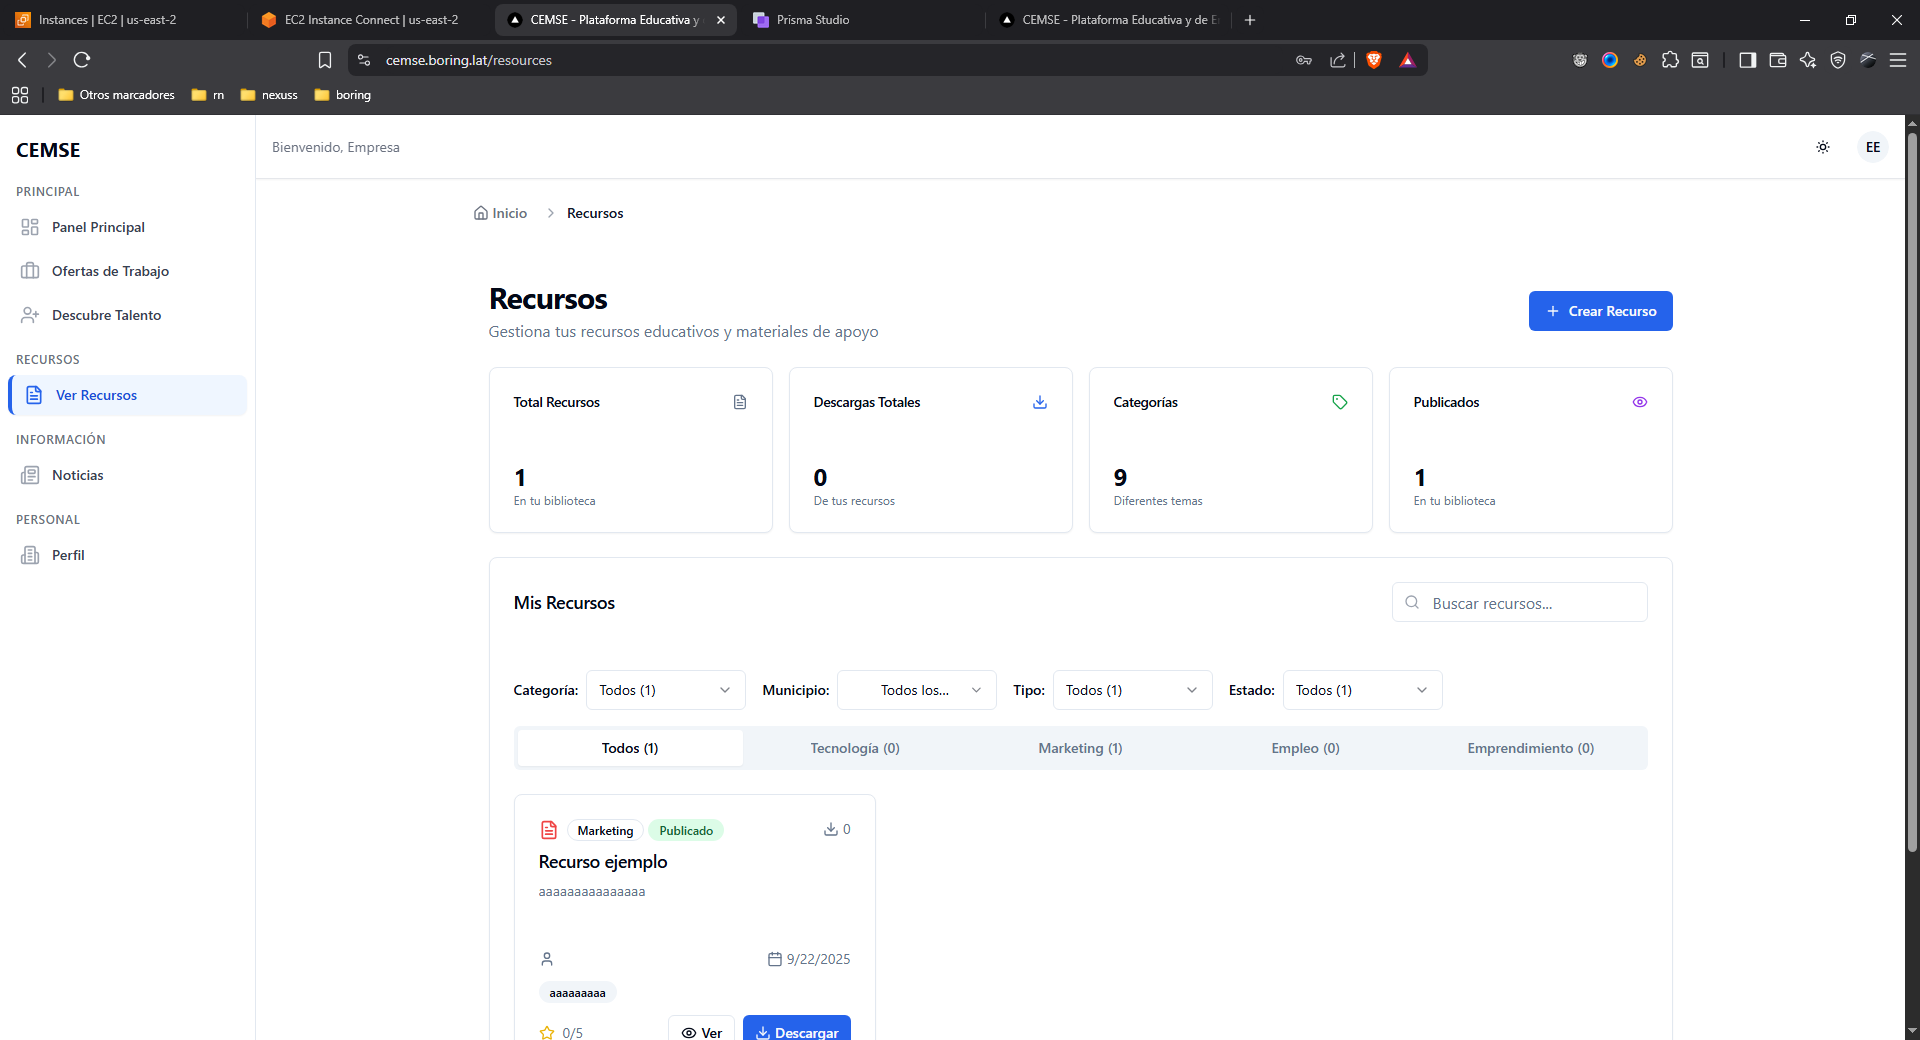 Instances | EC2 | us-east-2
EC2 Instance Connect | us-east-2
CEMSE - Plataforma Educativa y
Prisma Studio
CEMSE - Plataforma Educativa y de E
cemse.boring.lat/resources
Otros marcadores
rn
nexuss
boring
CEMSE
Bienvenido, Empresa
EE
PRINCIPAL
Panel Principal
Ofertas de Trabajo
Descubre Talento
RECURSOS
Ver Recursos
INFORMACIÓN
Noticias
PERSONAL
Perfil
Inicio
Recursos
Recursos
Gestiona tus recursos educativos y materiales de apoyo
Crear Recurso
Total Recursos
1
En tu biblioteca
Descargas Totales
0
De tus recursos
Categorías
9
Diferentes temas
Publicados
1
En tu biblioteca
Mis Recursos
Buscar recursos...
Categoría: Todos (1)
Municipio: Todos los...
Tipo: Todos (1)
Estado: Todos (1)
Todos (1)
Tecnología (0)
Marketing (1)
Empleo (0)
Emprendimiento (0)
Marketing
Publicado
0
Recurso ejemplo
aaaaaaaaaaaaaaa
9/22/2025
aaaaaaaaa
0/5
Ver
Descargar